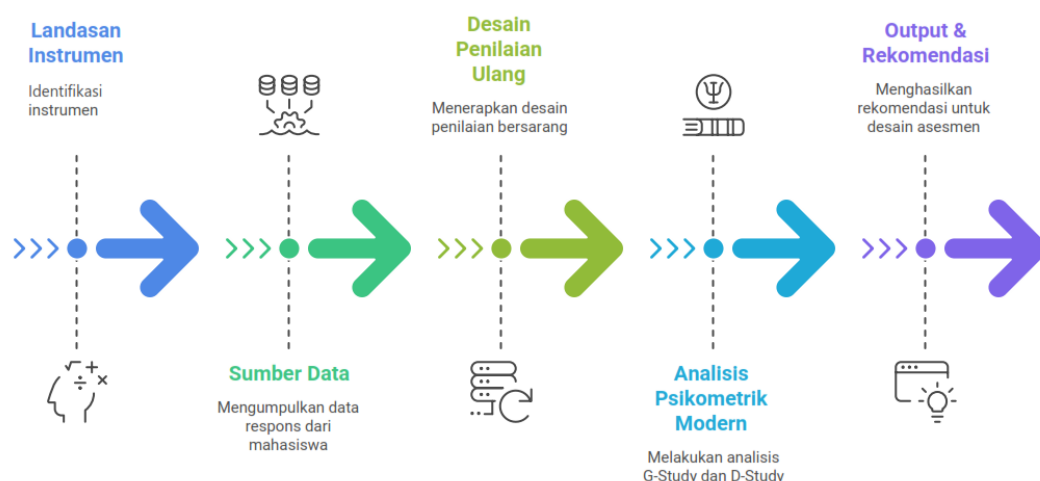 Landasan
Instrumen
Identifikasi
instrumen
Sumber Data
Mengumpulkan data
respons dari
mahasiswa
Desain
Penilaian
Ulang
Menerapkan desain
penilaian bersarang
Ψ
Analisis
Psikometrik
Modern
Melakukan analisis
G-Study dan D-Study
Output &
Rekomendasi
Menghasilkan
rekomendasi untuk
desain asesmen